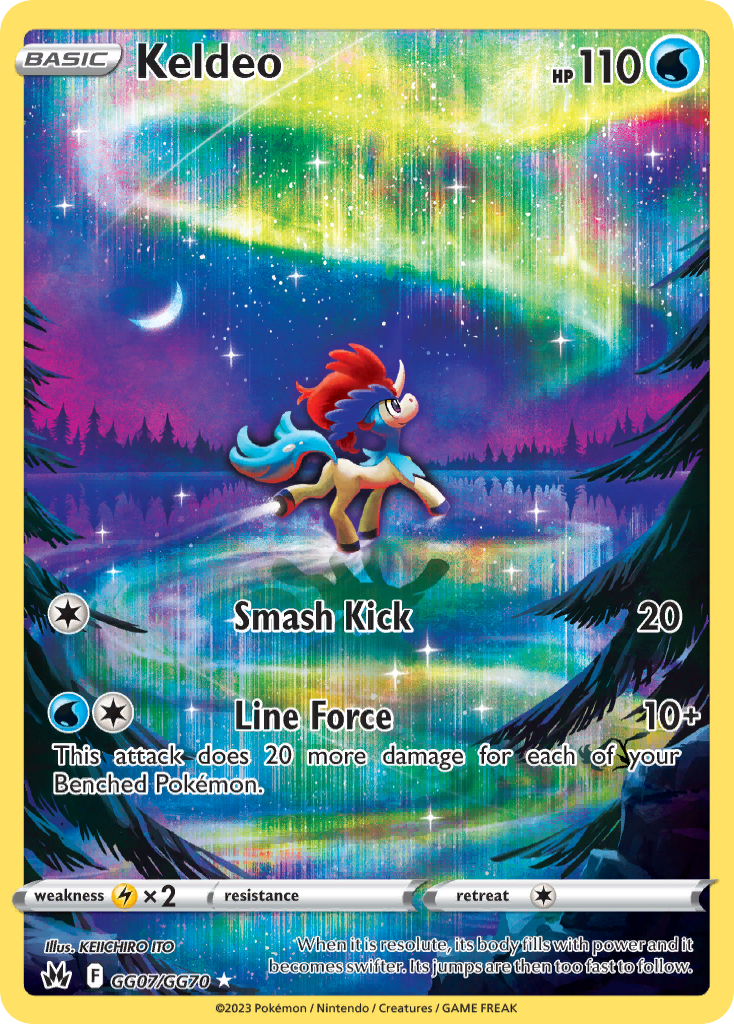 BASIC Keldeo HP 110
Smash Kick 20
Line Force 10+
This attack does 20 more damage for each of your
Benched Pokémon.
weakness ×2 resistance retreat
Illus. KEIICHIRO ITO
When it is resolute, its body fills with power and it
becomes swifter. Its jumps are then too fast to follow.
F GG07/GG70 ★
©2023 Pokémon / Nintendo / Creatures / GAME FREAK